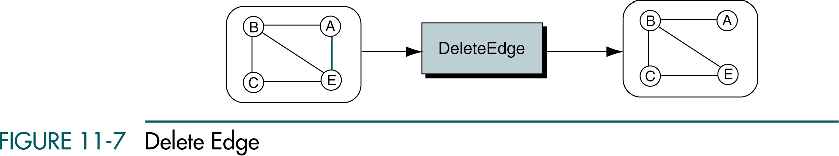 B A B A
DeleteEdge
C E C E
FIGURE 11-7 Delete Edge